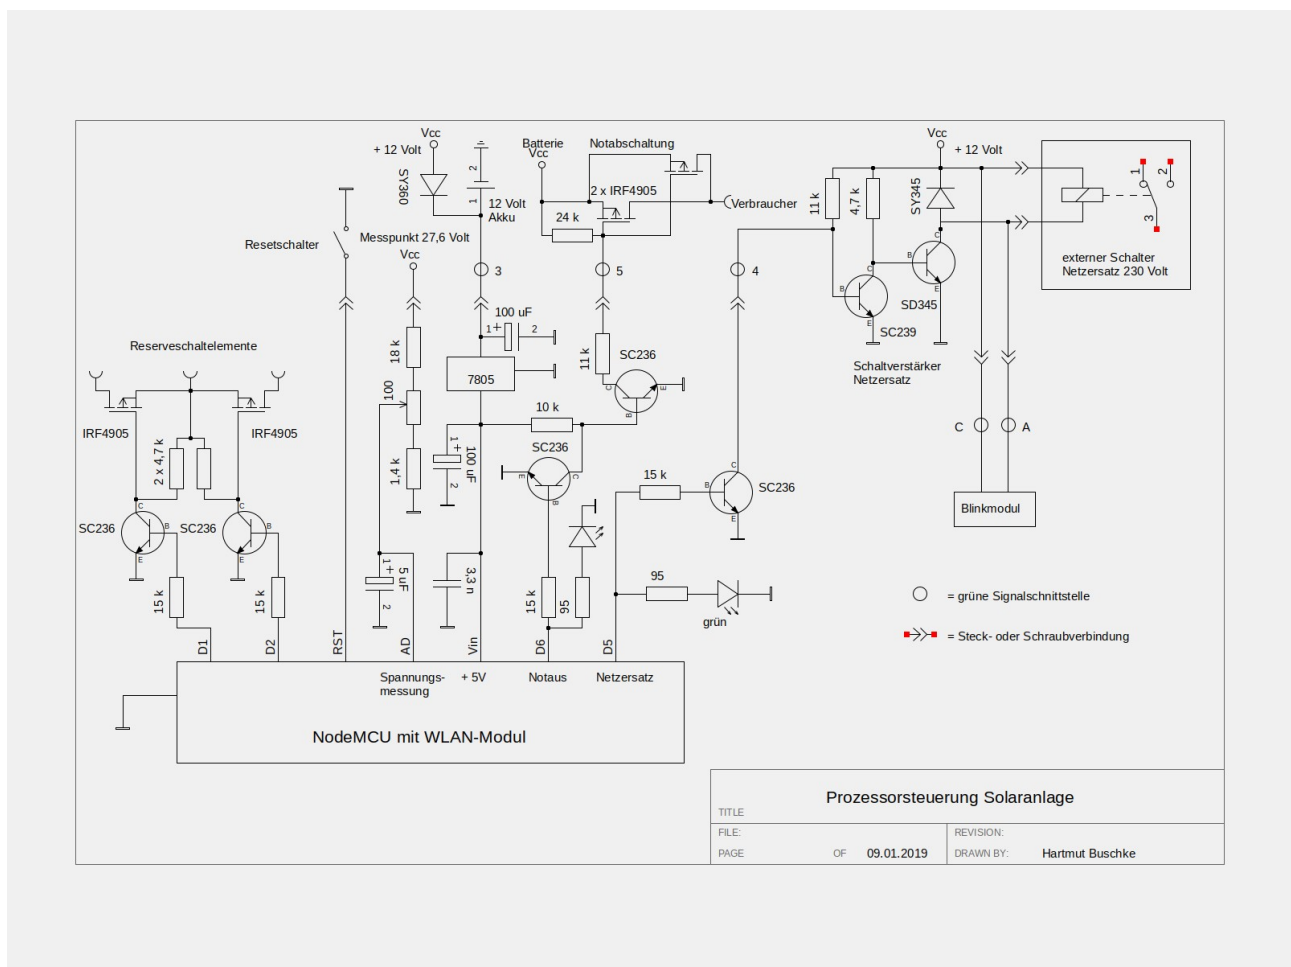 Vcc
+ 12 Volt
SY360
2
1
12 Volt
Akku
Batterie
Vcc
Notabschaltung
2 x IRF4905
24 k
Verbraucher
Vcc
+ 12 Volt
11 k
4,7 k
SY345
C
B
E
SD345
C
B
E
SC239
1
2
3
externer Schalter
Netzersatz 230 Volt
Schaltverstärker
Netzersatz
Resetschalter
Messpunkt 27,6 Volt
Vcc
3
5
4
100 uF
1
+
2
7805
18 k
100
1,4 k
11 k
SC236
C
E
B
10 k
1
+
100 uF
2
SC236
E
C
B
15 k
SC236
C
B
E
C
A
Blinkmodul
Reserveschaltelemente
IRF4905
IRF4905
2 x 4,7 k
SC236
C
B
E
SC236
C
B
E
15 k
15 k
1
+
5 uF
2
3,3 n
15 k
95
95
grün
= grüne Signalschnittstelle
= Steck- oder Schraubverbindung
D1
D2
RST
AD
Vin
D6
D5
Spannungs-
messung
+ 5V
Notaus
Netzersatz
NodeMCU mit WLAN-Modul
Prozessorsteuerung Solaranlage
TITLE
FILE:
REVISION:
PAGE
OF
09.01.2019
DRAWN BY:
Hartmut Buschke